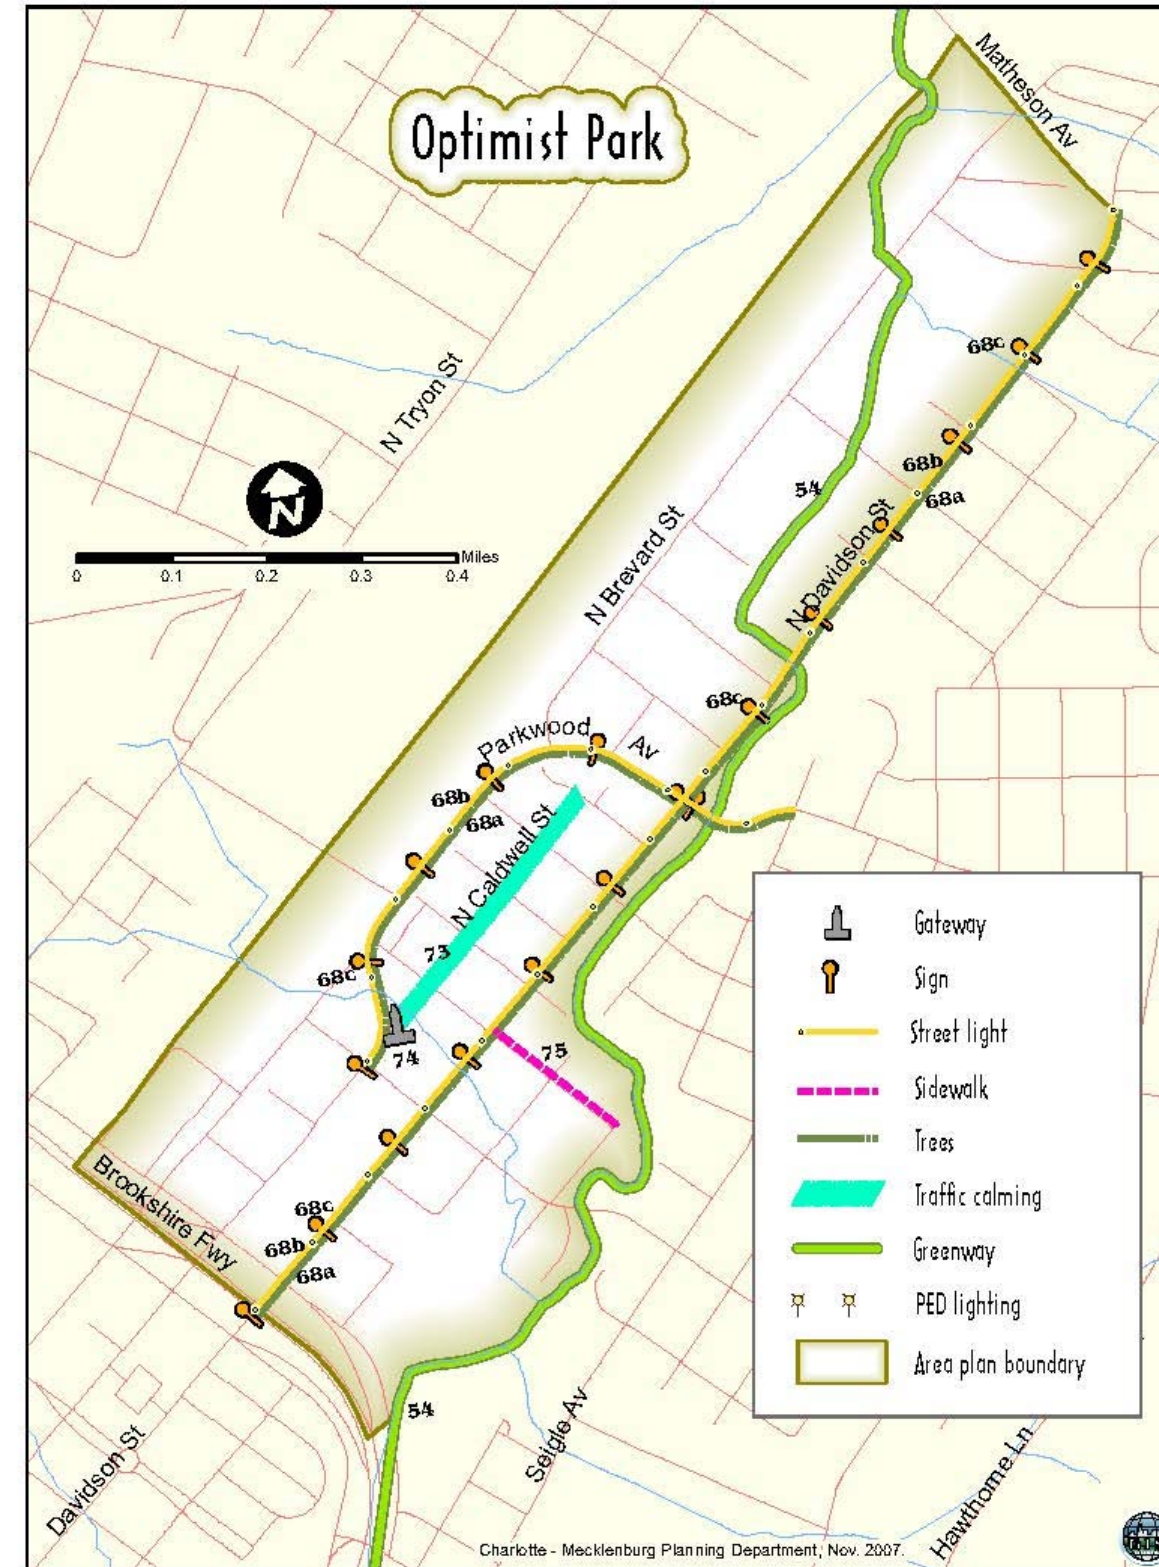 Optimist Park
Matheson Av
68c
N Tryon St
68b
68a
54
N Davidson St
N
Miles
0 0.1 0.2 0.3 0.4
N Brevard St
68c
Parkwood Av
68b
68a
N Caldwell St
73
68c
74
75
Gateway
Sign
Street light
Sidewalk
Trees
Traffic calming
Greenway
PED lighting
Area plan boundary
Brookshire Fwy
68c
68b
68a
54
Davidson St
Seigle Av
Hawthorne Ln
Charlotte - Mecklenburg Planning Department, Nov. 2007.